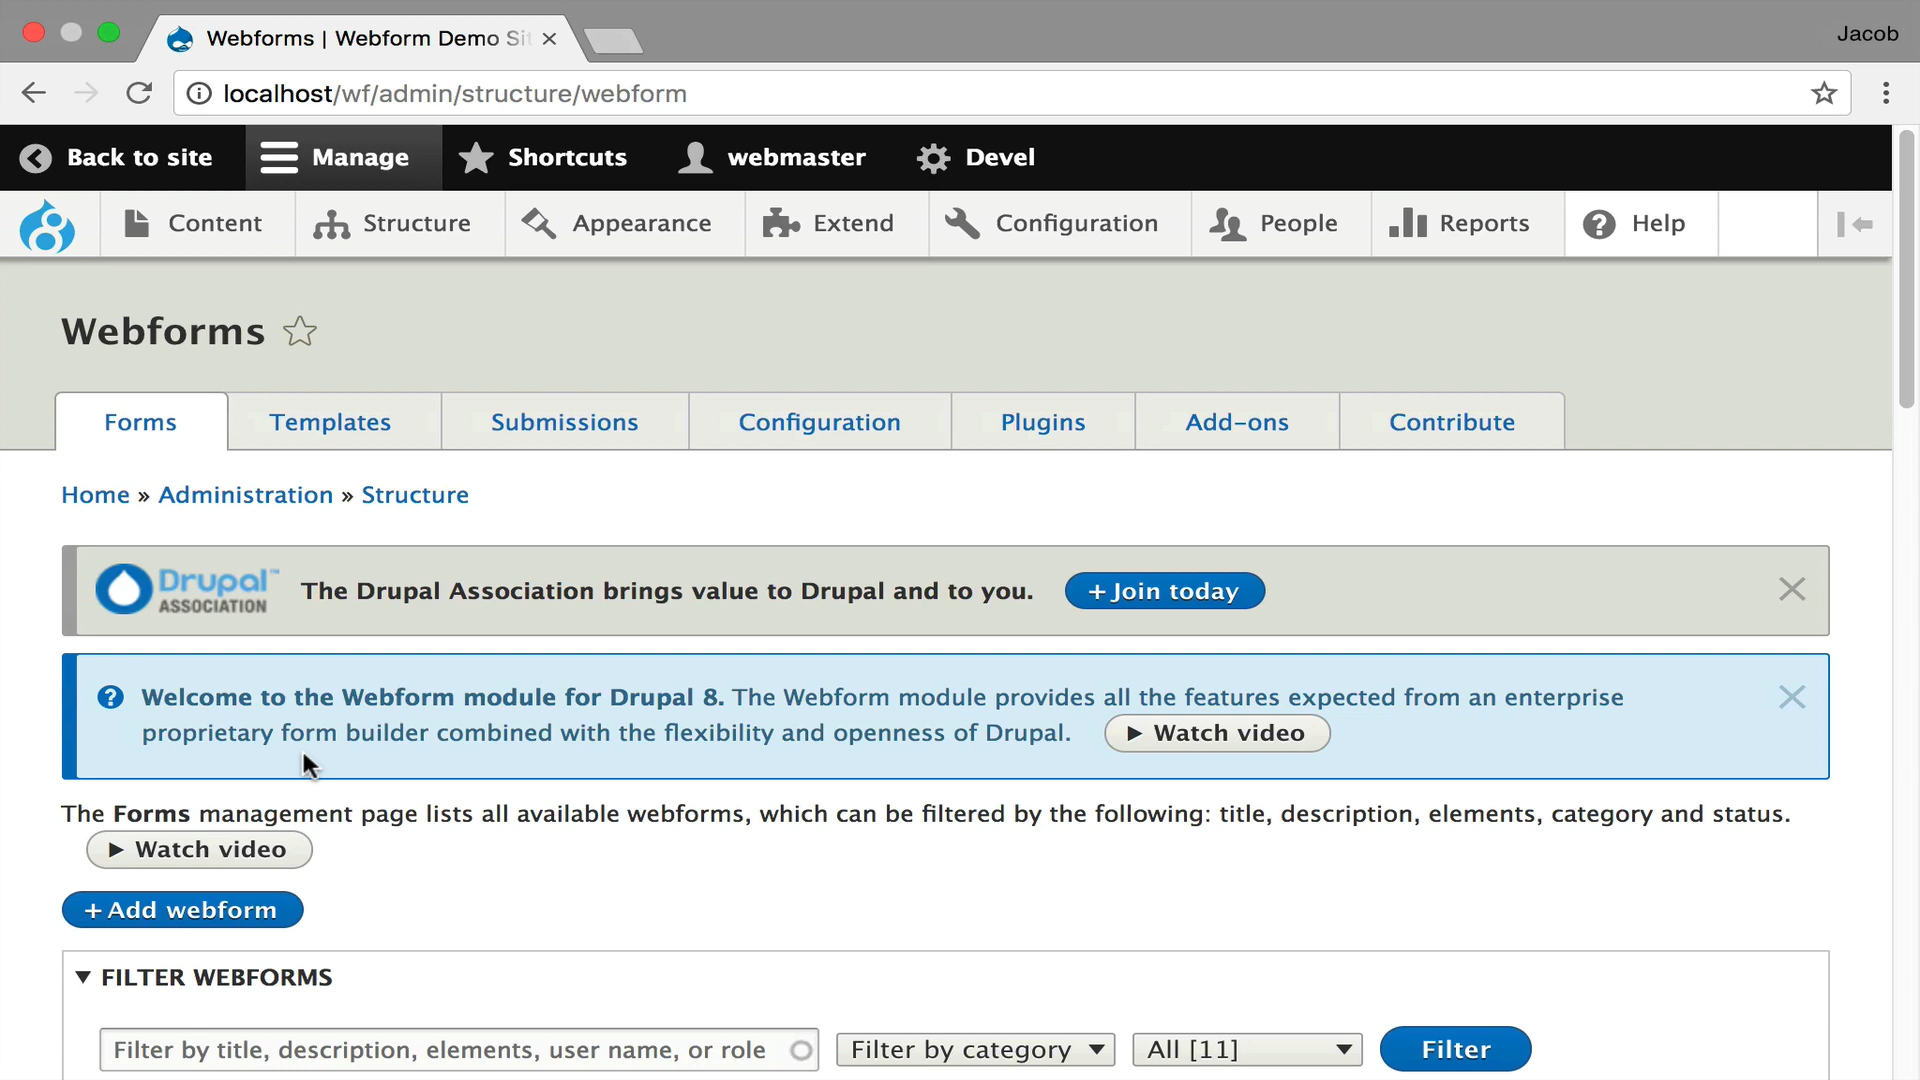 Webforms | Webform Demo Sit
Jacob
localhost/wf/admin/structure/webform
Back to site Manage Shortcuts webmaster Devel
Content Structure Appearance Extend Configuration People Reports Help
Webforms
Forms Templates Submissions Configuration Plugins Add-ons Contribute
Home » Administration » Structure
Drupal™ ASSOCIATION The Drupal Association brings value to Drupal and to you. + Join today
Welcome to the Webform module for Drupal 8. The Webform module provides all the features expected from an enterprise
proprietary form builder combined with the flexibility and openness of Drupal. ▶ Watch video
The Forms management page lists all available webforms, which can be filtered by the following: title, description, elements, category and status.
▶ Watch video
+ Add webform
▼ FILTER WEBFORMS
Filter by title, description, elements, user name, or role Filter by category ▼ All [11] ▼ Filter